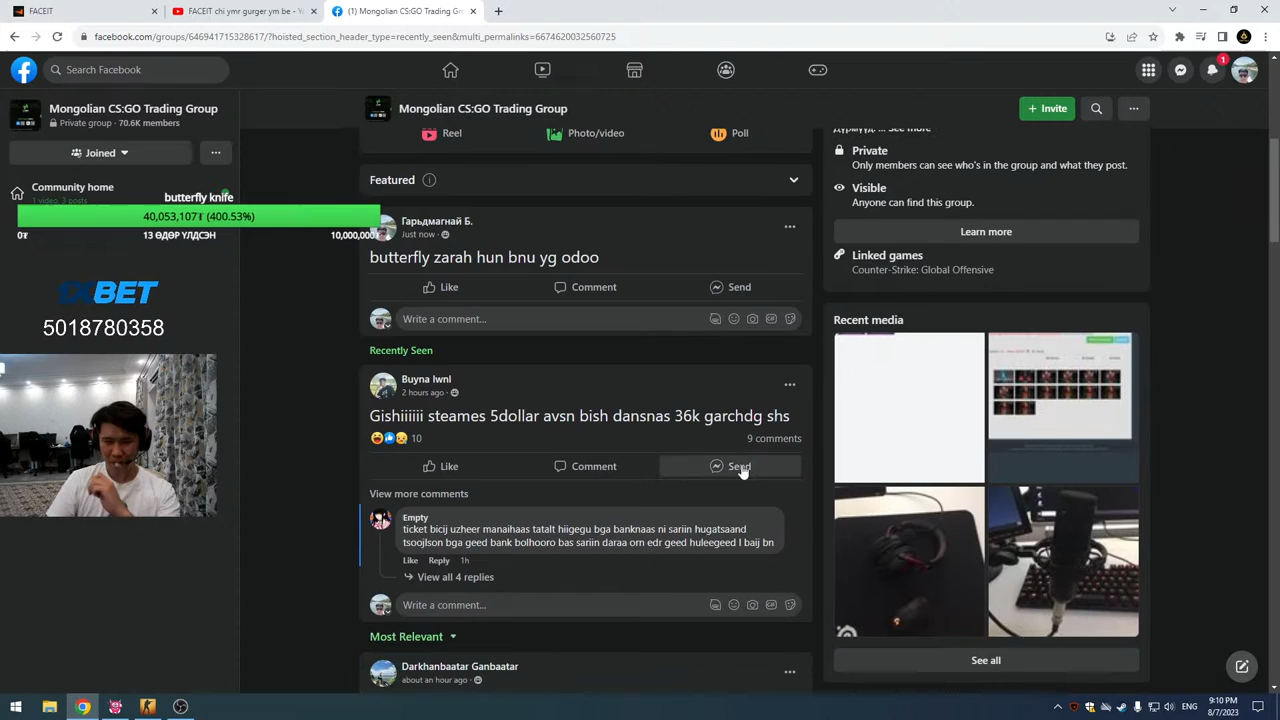 FACEIT
FACEIT chi ymr gurger ym be - Yo
(1) Mongolian CS:GO Trading Gr
facebook.com/groups/646941715328617/?hoisted_section_header_type=recently_seen&multi_permalinks=6674620032560725
Search Facebook
1
Mongolian CS:GO Trading Group
Private group · 70.6K members
Joined
Community home
1 video, 3 posts
butterfly knife
40,053,107₮ (400.53%)
0₮
13 ӨДӨР ҮЛДСЭН
10,000,000
1XBET
5018780358
Mongolian CS:GO Trading Group
+ Invite
Reel
Photo/video
Poll
Featured
Гарьдмагнай Б.
Just now ·
butterfly zarah hun bnu yg odoo
Like
Comment
Send
Write a comment...
Recently Seen
Buyna lwnl
2 hours ago ·
Gishiiiiii steames 5dollar avsn bish dansnas 36k garchdg shs
10
9 comments
Like
Comment
Send
View more comments
Empty
ticket bicij uzheer manaihaas tatalt hiigegu bga banknaas ni sariin hugatsaand
tsoojlson bga geed bank bolhooro bas sariin daraa orn edr geed huleegeed l baij bn
Like
Reply
1h
View all 4 replies
Write a comment...
Most Relevant
Darkhanbaatar Ganbaatar
about an hour ago ·
See more
Private
Only members can see who's in the group and what they post.
Visible
Anyone can find this group.
Learn more
Linked games
Counter-Strike: Global Offensive
Recent media
See all
ENG
9:10 PM
8/7/2023